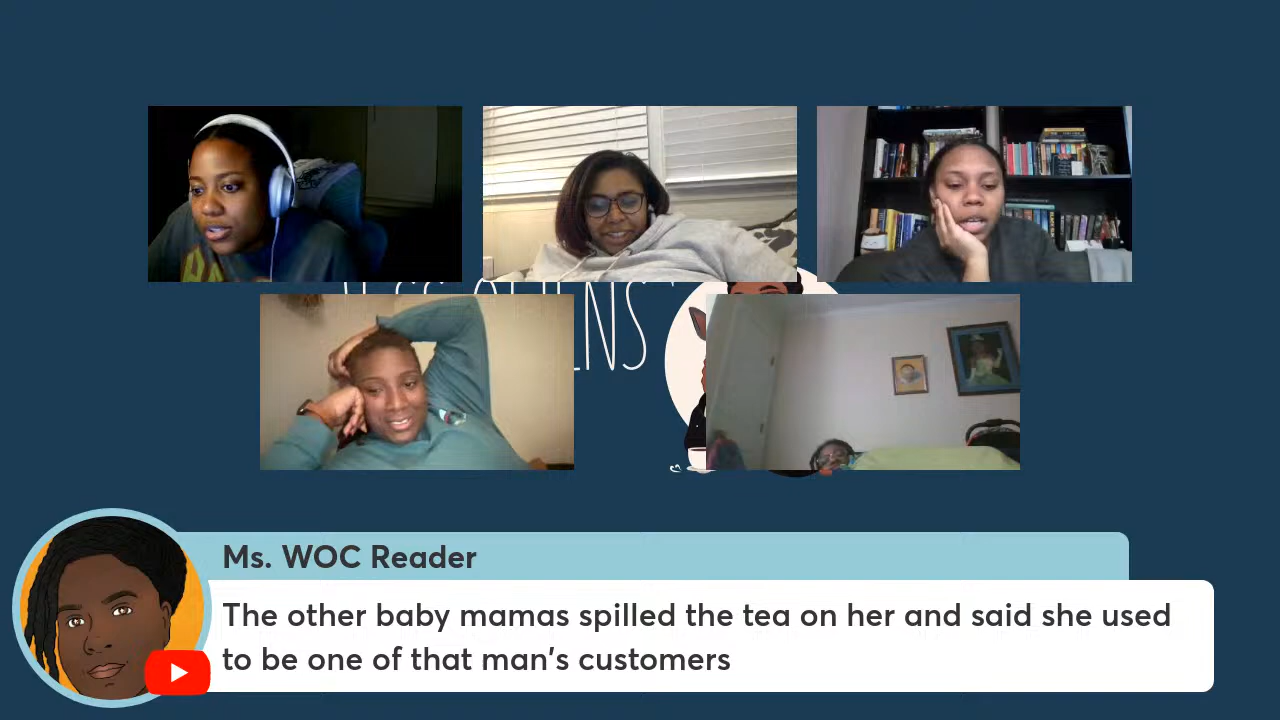 Ms. WOC Reader
The other baby mamas spilled the tea on her and said she used
to be one of that man's customers